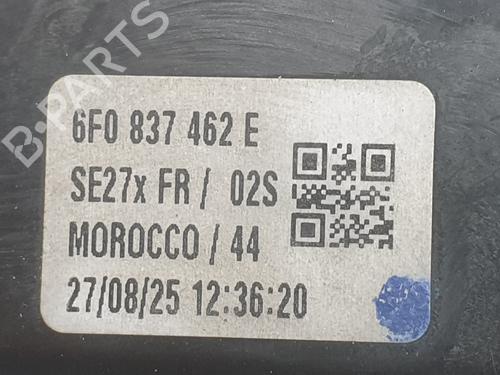 B-PARTS
6F0 837 462 E
SE27x FR / 02S
MOROCCO / 44
27/08/25 12:36:20